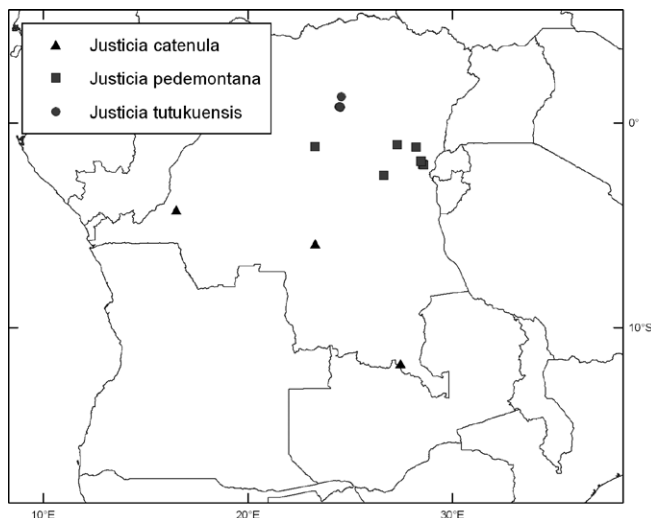 Justicia catenula
Justicia pedemontana
Justicia tutukuensis
0°
10°S
10°E
20°E
30°E